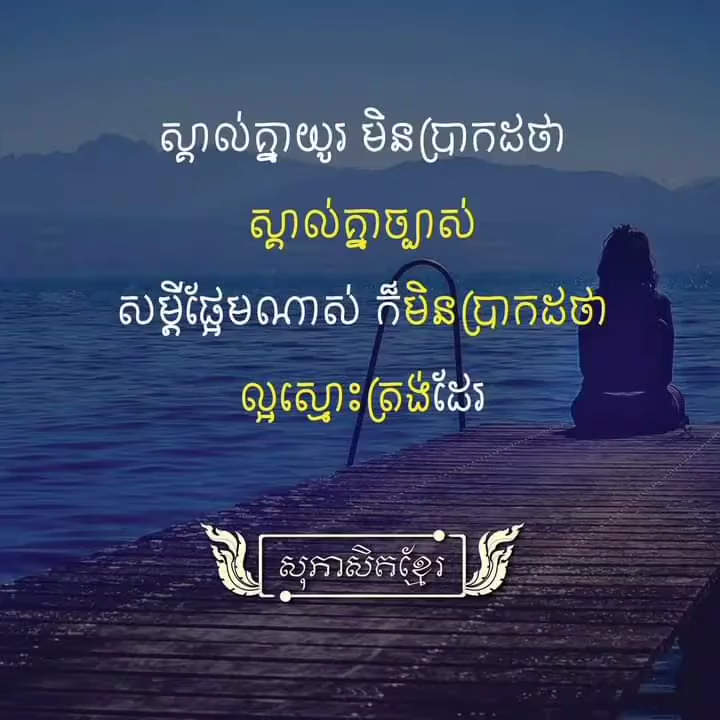 ស្គាល់គ្នាយូរ មិនប្រាកដថា
ស្គាល់គ្នាច្បាស់
សម្ដីផ្អែមណាស់ ក៏មិនប្រាកដថា
ល្អស្មោះត្រង់ដែរ
សុភាសិតខ្មែរ